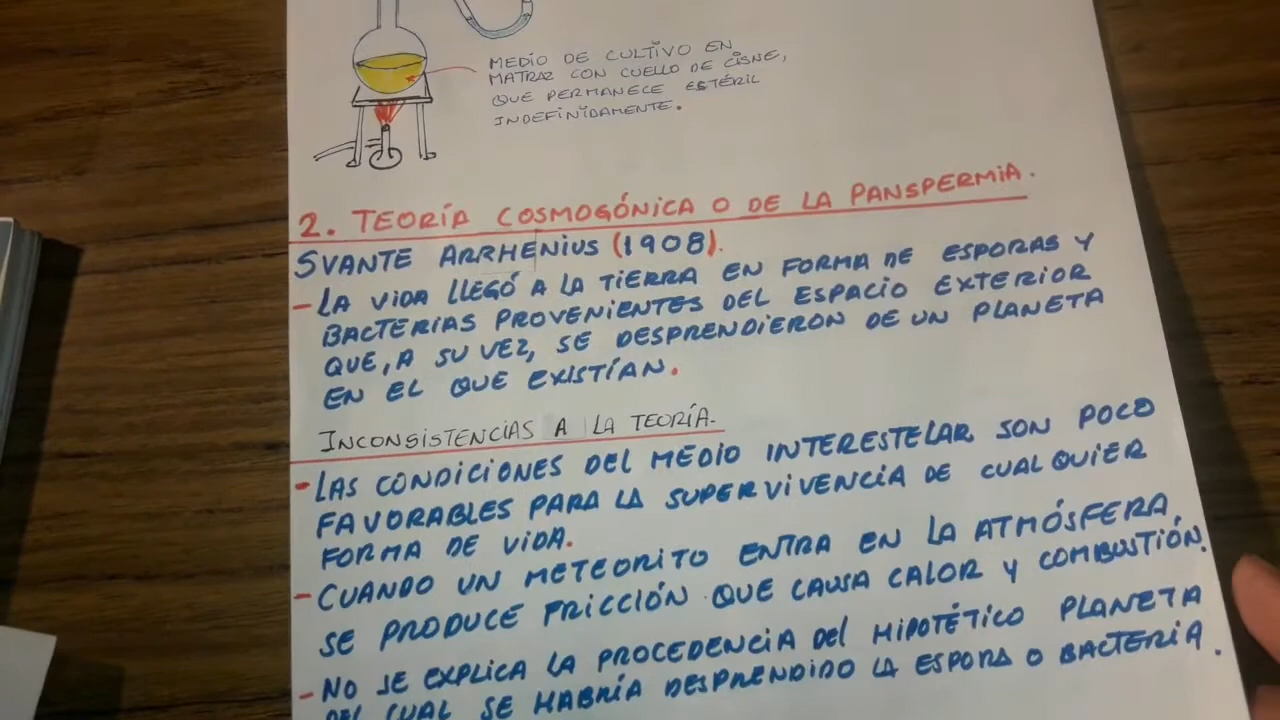 MEDIO DE CULTIVO EN
MATRAZ CON CUELLO DE CISNE,
QUE PERMANECE ESTÉRIL
INDEFINIDAMENTE.
2. TEORÍA COSMOGÓNICA O DE LA PANSPERMIA.
SVANTE ARRHENIUS (1908).
- LA VIDA LLEGÓ A LA TIERRA EN FORMA DE ESPORAS Y
BACTERIAS PROVENIENTES DEL ESPACIO EXTERIOR
QUE, A SU VEZ, SE DESPRENDIERON DE UN PLANETA
EN EL QUE EXISTÍAN.
INCONSISTENCIAS A LA TEORÍA.
- LAS CONDICIONES DEL MEDIO INTERESTELAR SON POCO
FAVORABLES PARA LA SUPERVIVENCIA DE CUALQUIER
FORMA DE VIDA.
- CUANDO UN METEORITO ENTRA EN LA ATMÓSFERA,
SE PRODUCE FRICCIÓN QUE CAUSA CALOR Y COMBUSTIÓN.
- NO SE EXPLICA LA PROCEDENCIA DEL HIPOTÉTICO PLANETA
DEL CUAL SE HABRÍA DESPRENDIDO LA ESPORA O BACTERIA.